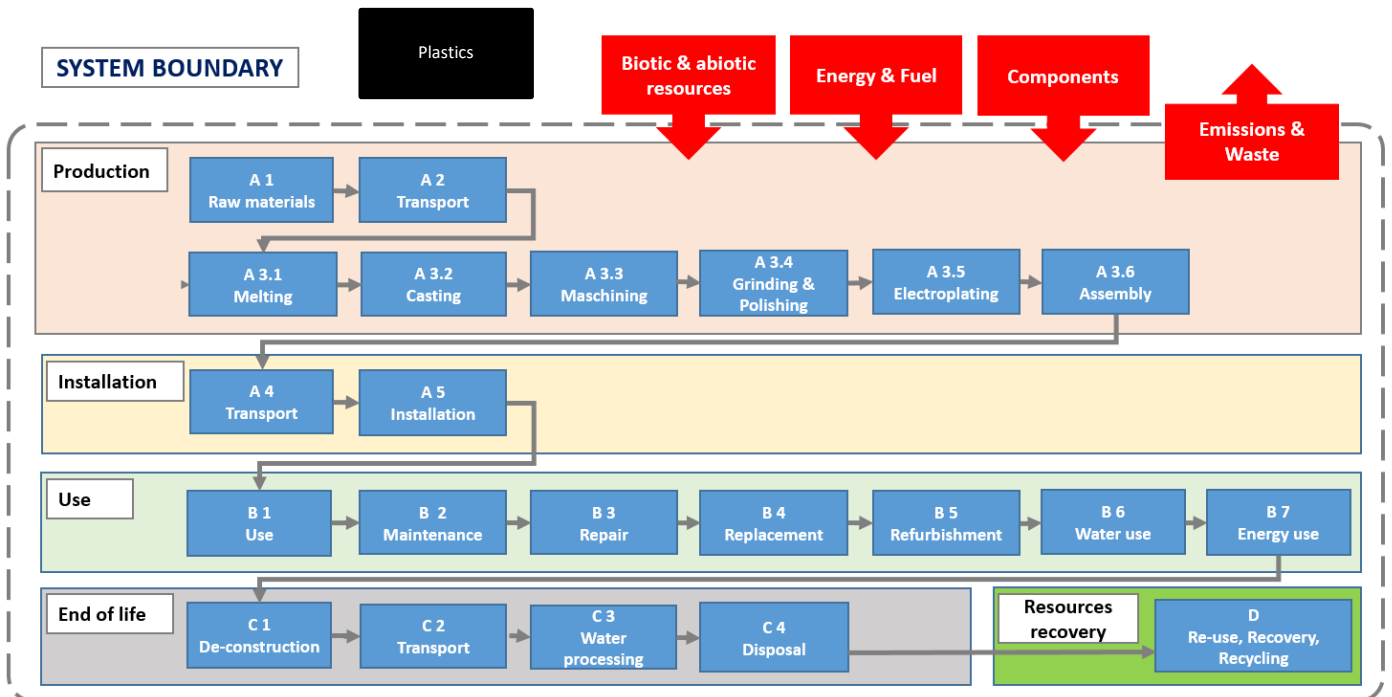 Plastics
SYSTEM BOUNDARY
Biotic & abiotic
resources
Energy & Fuel
Components
Emissions &
Waste
Production
A 1
Raw materials
A 2
Transport
A 3.1
Melting
A 3.2
Casting
A 3.3
Maschining
A 3.4
Grinding &
Polishing
A 3.5
Electroplating
A 3.6
Assembly
Installation
A 4
Transport
A 5
Installation
Use
B 1
Use
B 2
Maintenance
B 3
Repair
B 4
Replacement
B 5
Refurbishment
B 6
Water use
B 7
Energy use
End of life
C 1
De-construction
C 2
Transport
C 3
Water
processing
C 4
Disposal
Resources
recovery
D
Re-use, Recovery,
Recycling